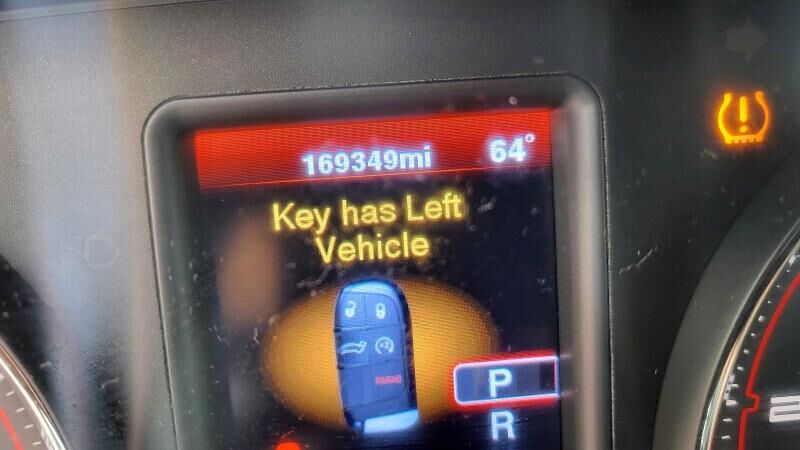 169349mi 64°
Key has Left
Vehicle
P
R